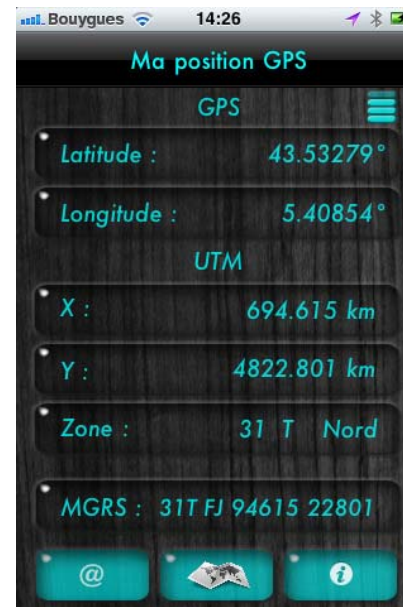 Bouygues 14:26
Ma position GPS
GPS
Latitude : 43.53279°
Longitude : 5.40854°
UTM
X : 694.615 km
Y : 4822.801 km
Zone : 31 T Nord
MGRS : 31T FJ 94615 22801
@ i